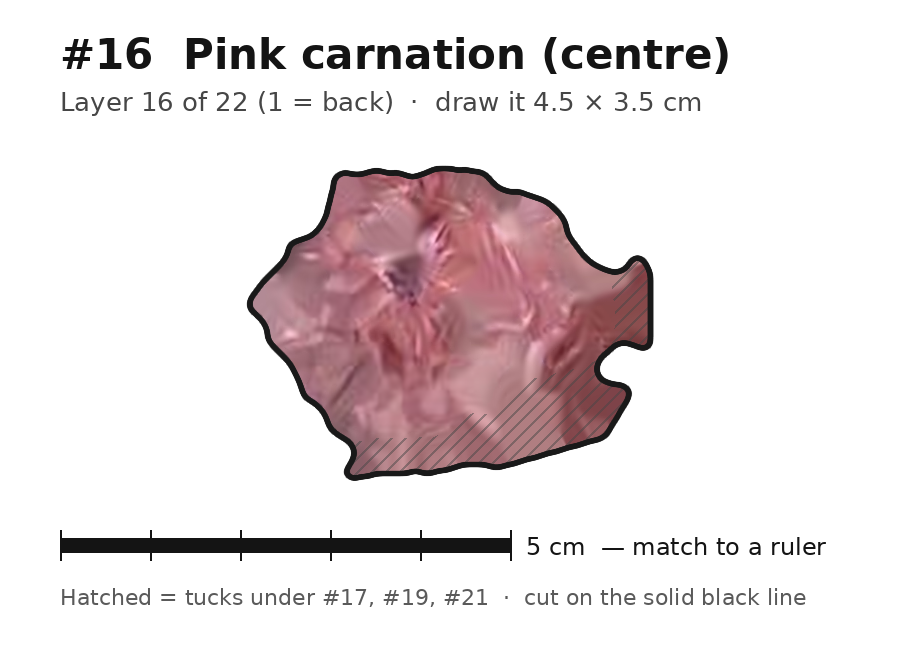 #16 Pink carnation (centre)
Layer 16 of 22 (1 = back) · draw it 4.5 × 3.5 cm
5 cm — match to a ruler
Hatched = tucks under #17, #19, #21 · cut on the solid black line